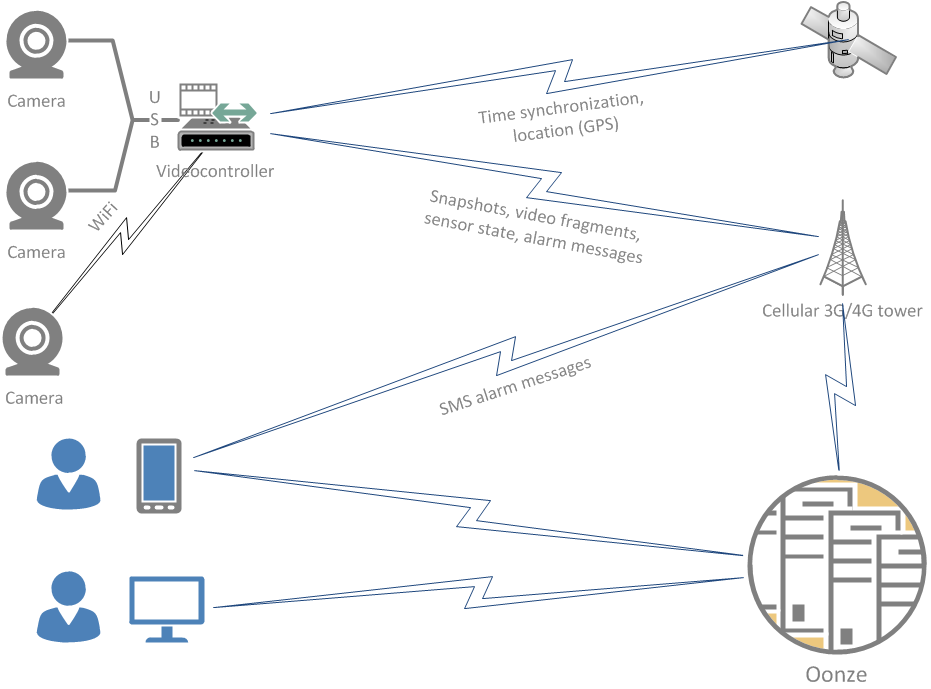 Camera
U
S
B
Videocontroller
Time synchronization,
location (GPS)
WiFi
Snapshots, video fragments,
sensor state, alarm messages
Camera
Cellular 3G/4G tower
Camera
SMS alarm messages
Oonze